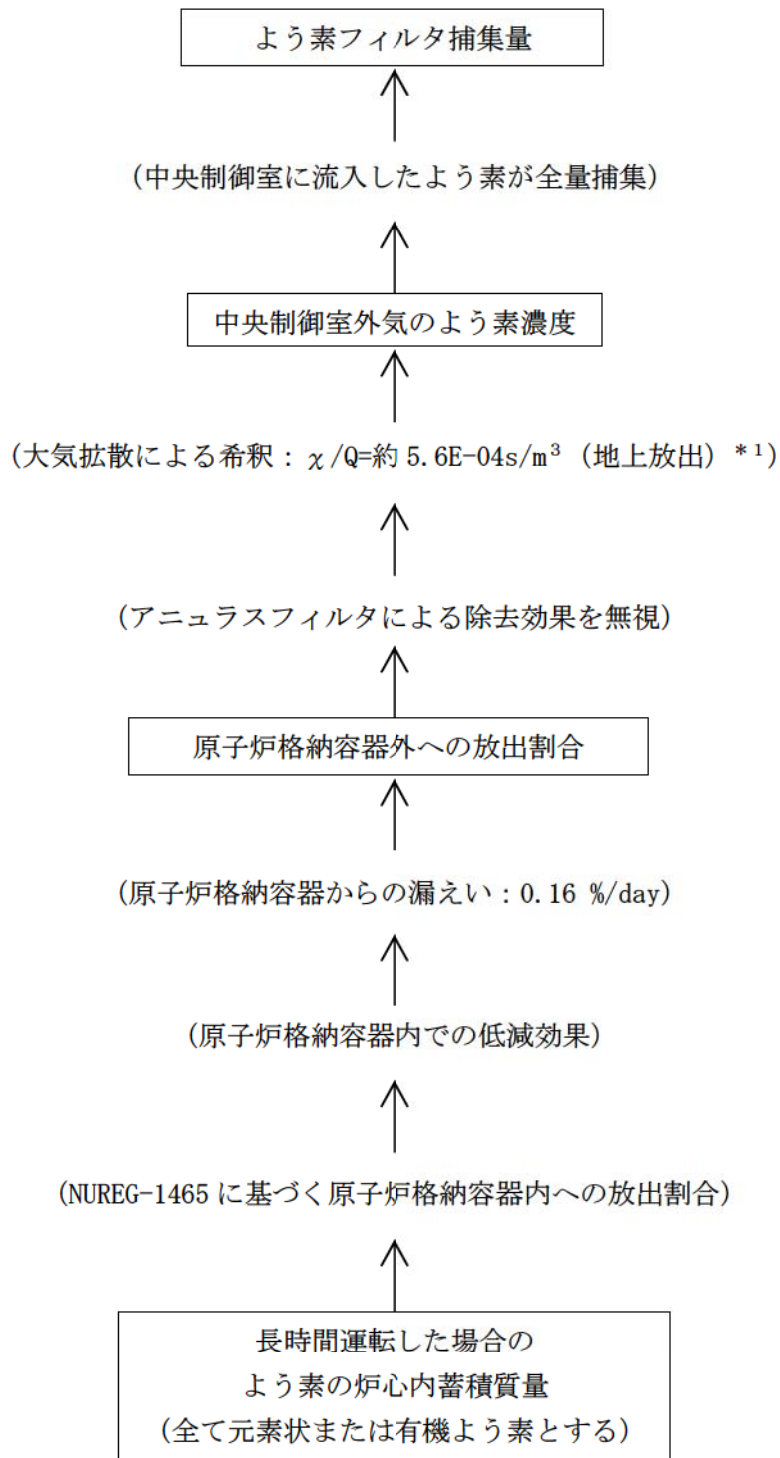 よう素フィルタ捕集量
(中央制御室に流入したよう素が全量捕集)
中央制御室外気のよう素濃度
(大気拡散による希釈：χ/Q=約 5.6E-04s/m³（地上放出）*¹)
(アニュラスフィルタによる除去効果を無視)
原子炉格納容器外への放出割合
(原子炉格納容器からの漏えい：0.16 %/day)
(原子炉格納容器内での低減効果)
(NUREG-1465 に基づく原子炉格納容器内への放出割合)
長時間運転した場合の
よう素の炉心内蓄積質量
(全て元素状または有機よう素とする)